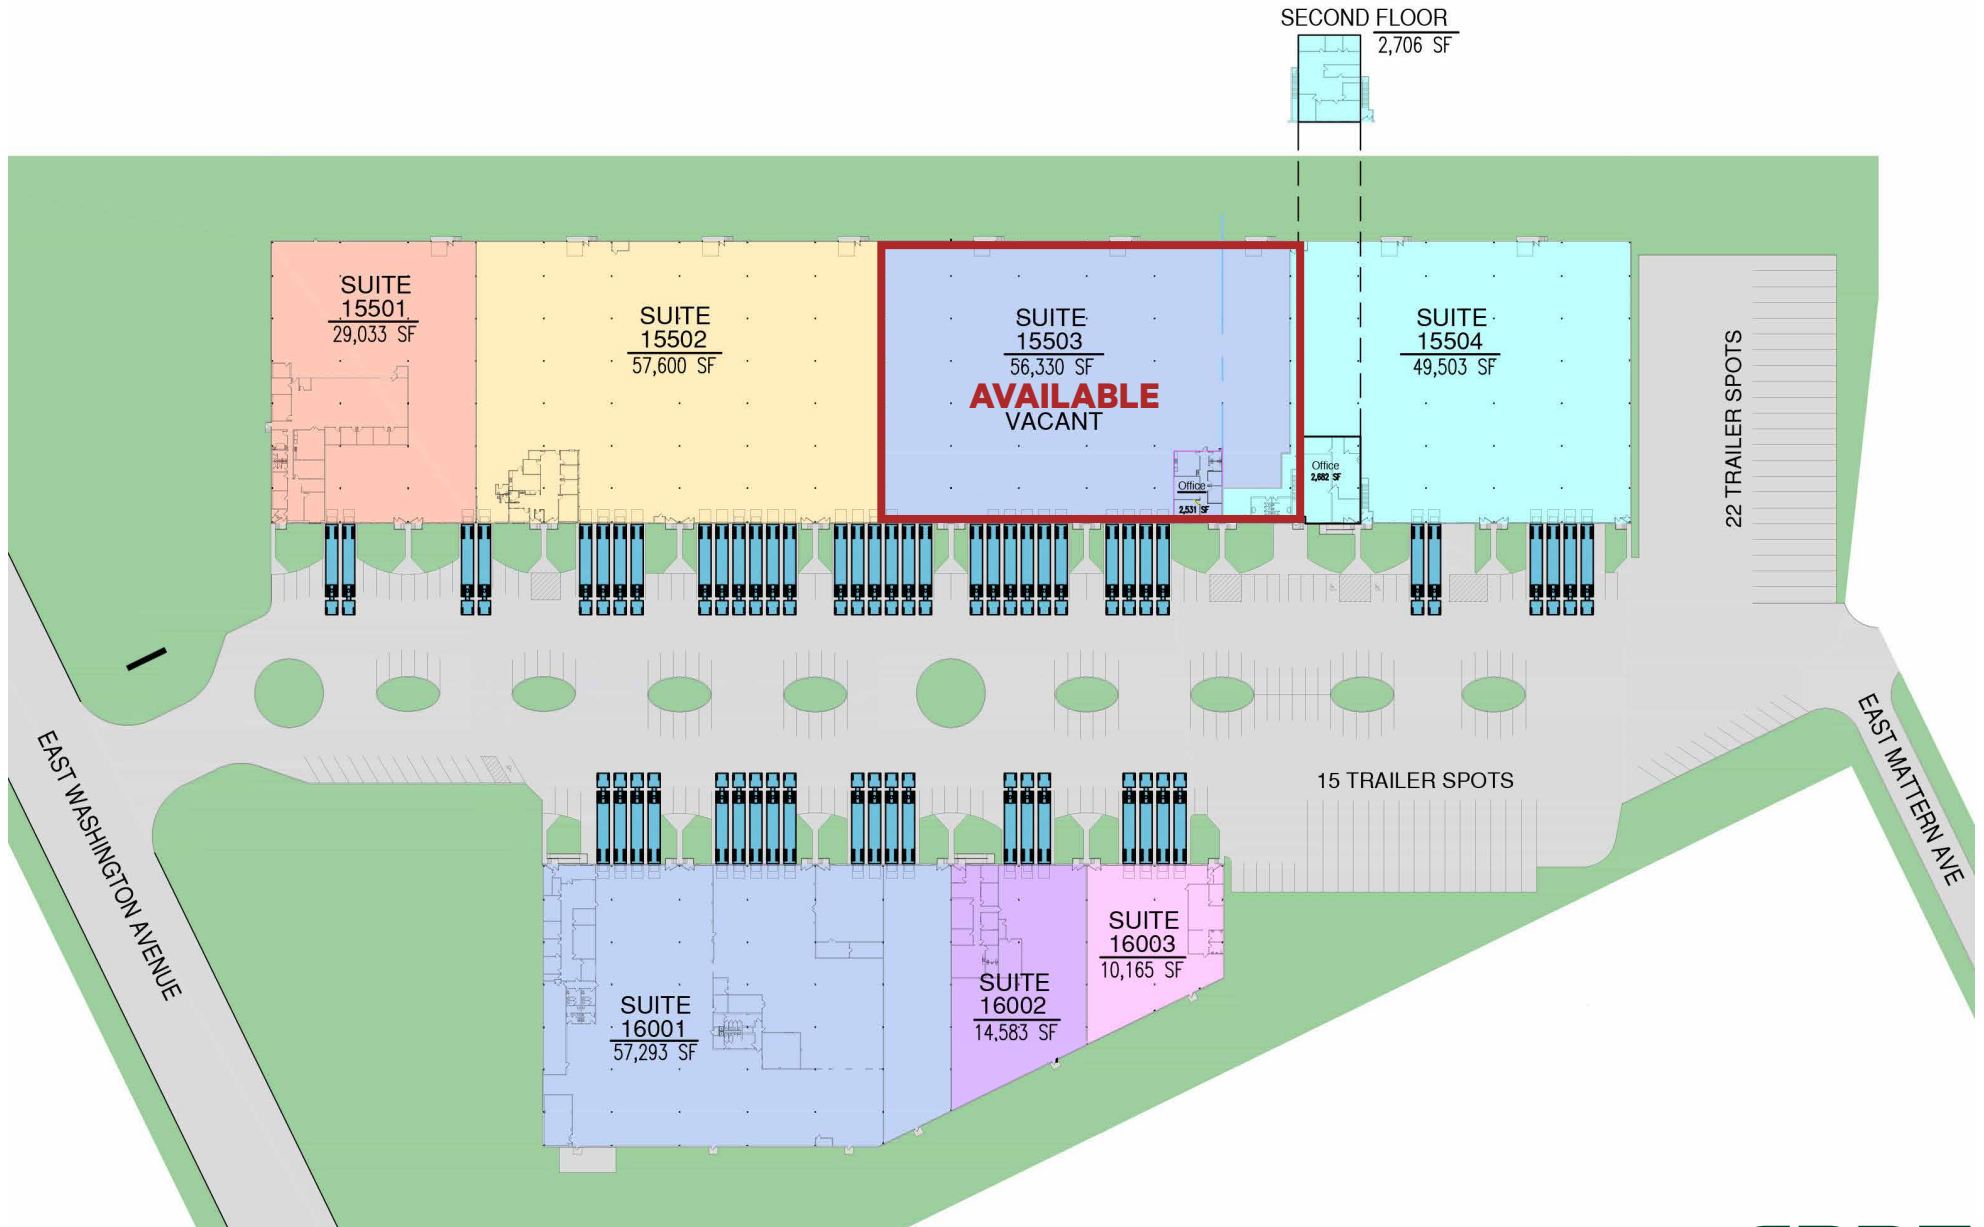 SECOND FLOOR
2,706 SF
SUITE
15501
29,033 SF
SUITE
15502
57,600 SF
SUITE
15503
56,330 SF
AVAILABLE
VACANT
Office
2,531 SF
SUITE
15504
49,503 SF
Office
2,682 SF
22 TRAILER SPOTS
EAST WASHINGTON AVENUE
15 TRAILER SPOTS
EAST MATTERN AVE
SUITE
16001
57,293 SF
SUITE
16002
14,583 SF
SUITE
16003
10,165 SF